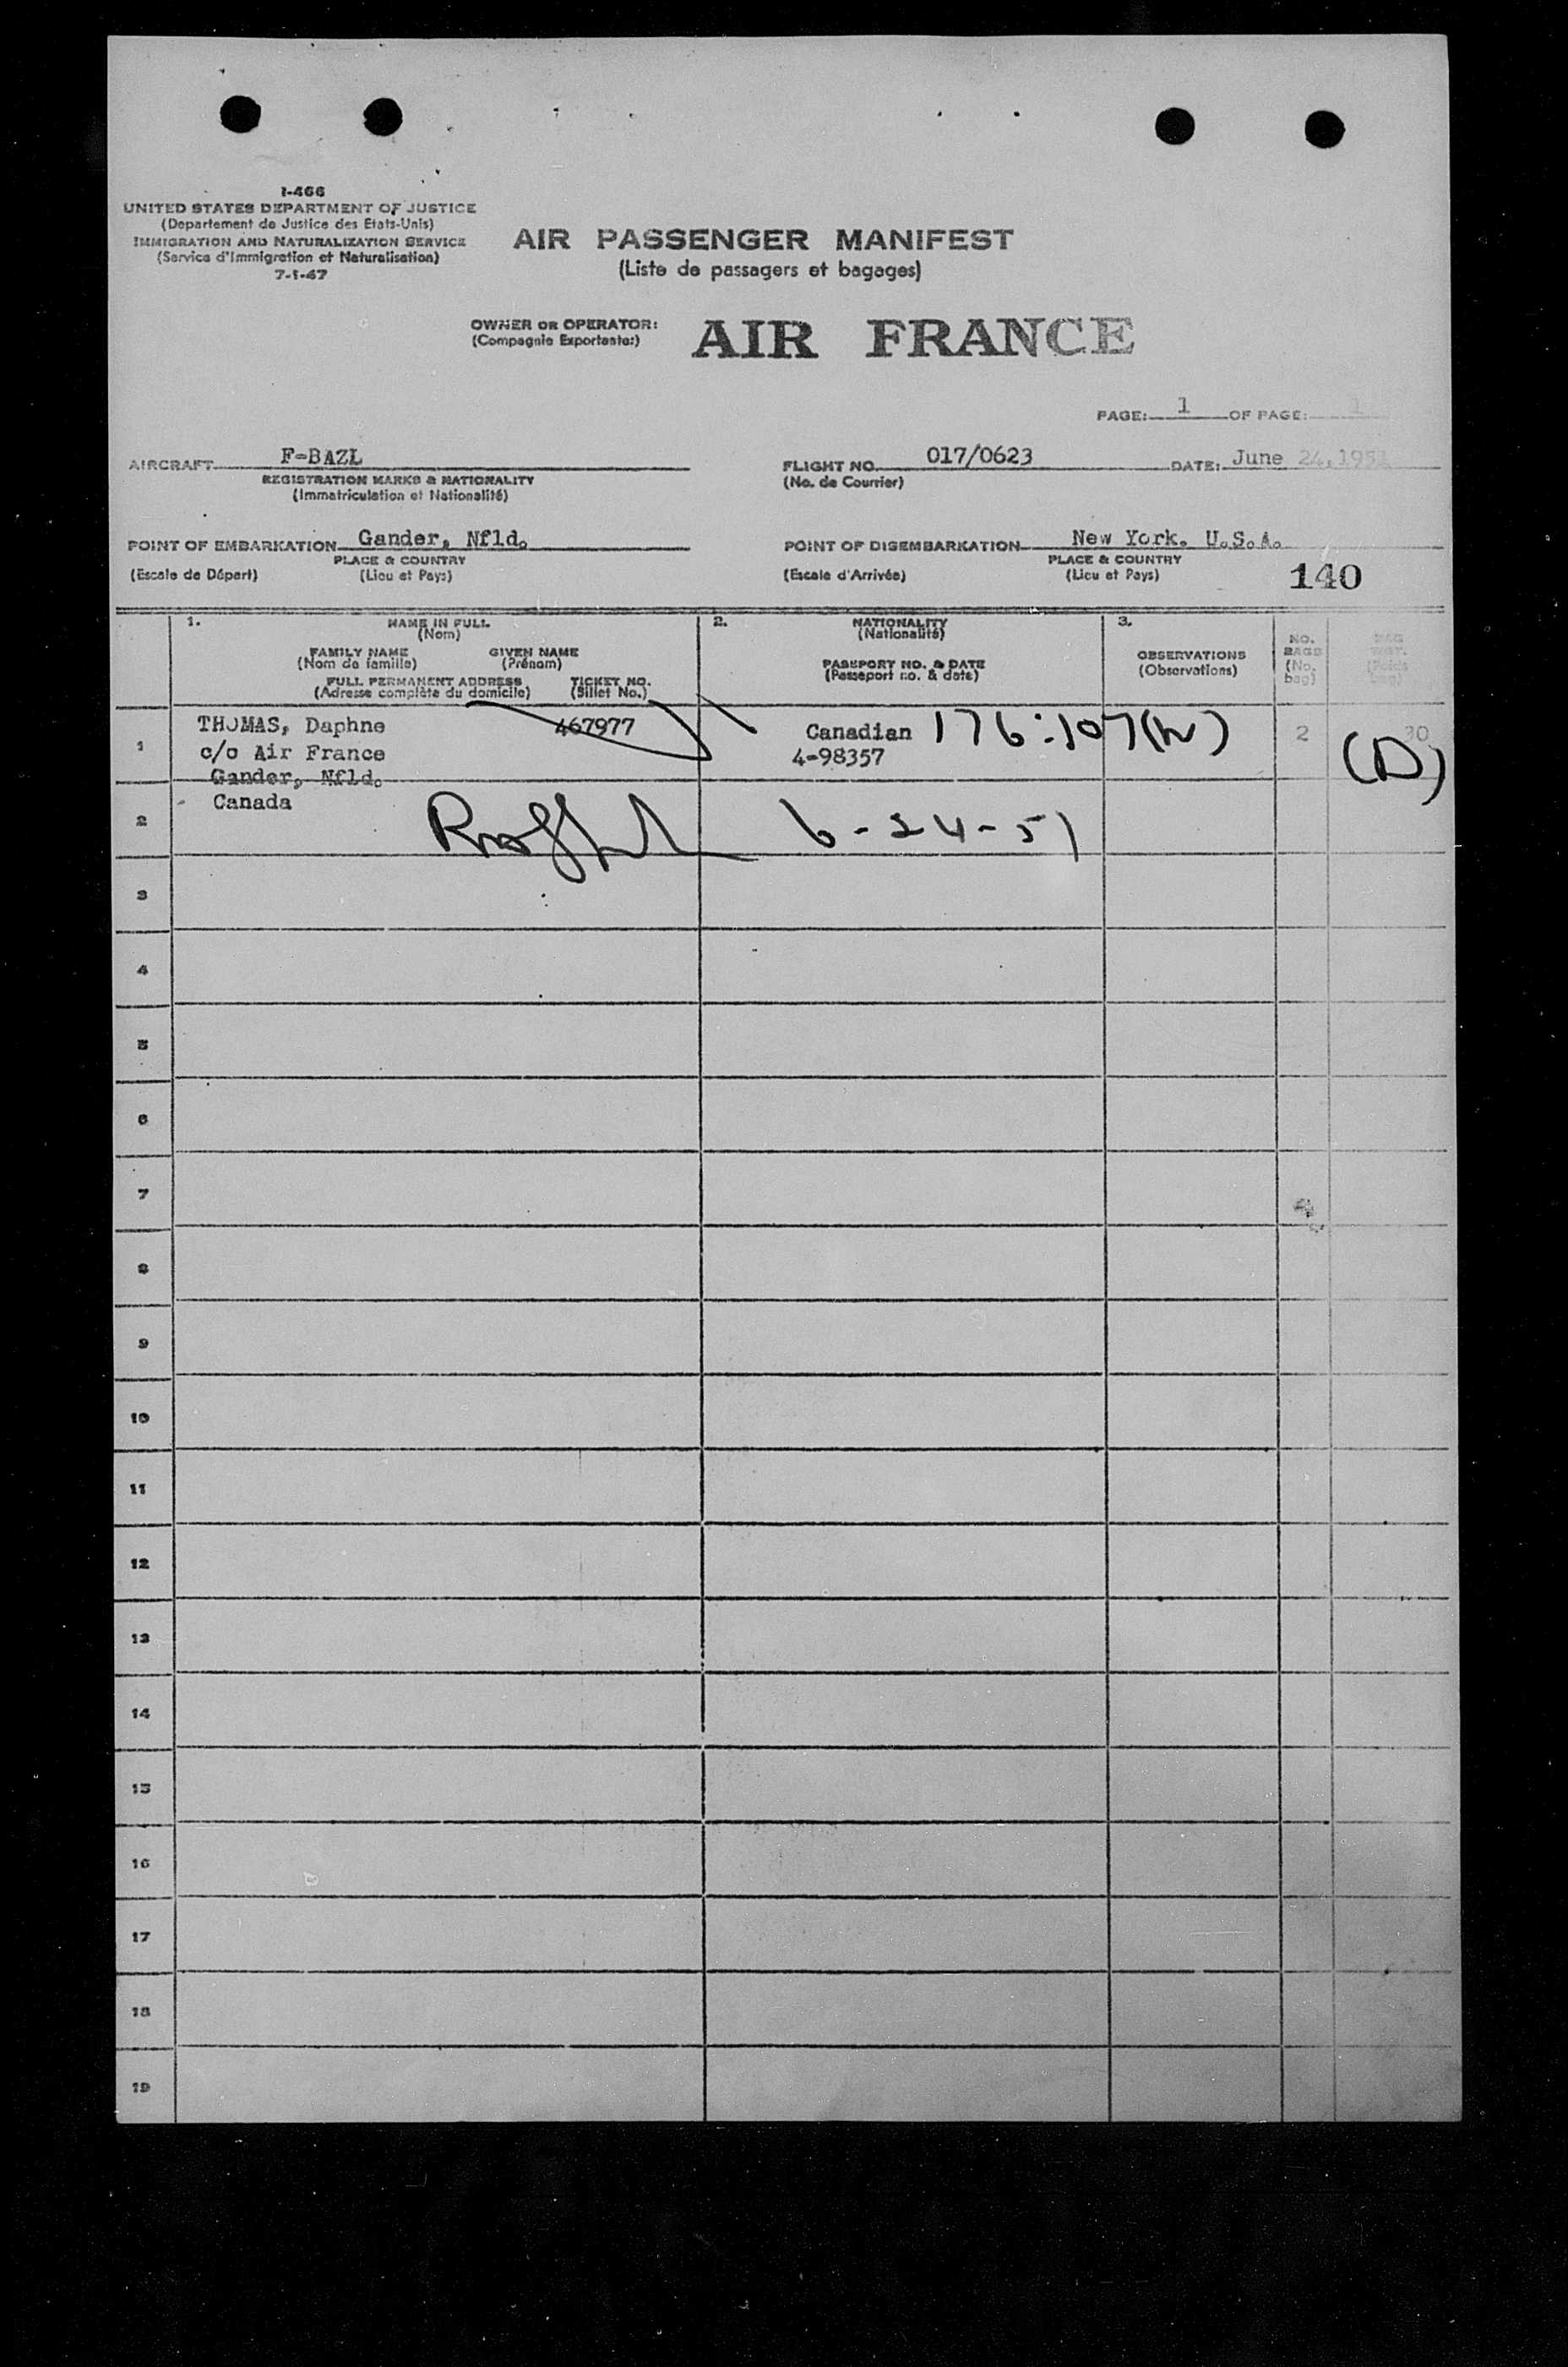 I-466
UNITED STATES DEPARTMENT OF JUSTICE
(Departement de Justice des Etats-Unis)
IMMIGRATION AND NATURALIZATION SERVICE
(Service d'Immigration et Naturalisation)
7-1-47
AIR PASSENGER MANIFEST
(Liste de passagers et bagages)
OWNER OR OPERATOR: AIR FRANCE
(Compagnie Exportante:)
PAGE: 1 OF PAGE: 1
AIRCRAFT F-BAZL
REGISTRATION MARKS & NATIONALITY
(Immatriculation et Nationalité)
FLIGHT NO. 017/0623 DATE: June 24, 1951
(No. de Courrier)
POINT OF EMBARKATION Gander, Nfld.
PLACE & COUNTRY
(Escale de Départ) (Lieu et Pays)
POINT OF DISEMBARKATION New York. U.S.A.
PLACE & COUNTRY
(Escale d'Arrivée) (Lieu et Pays)
140
1. NAME IN FULL
(Nom)
FAMILY NAME GIVEN NAME
(Nom de famille) (Prénom)
FULL PERMANENT ADDRESS TICKET NO.
(Adresse complète du domicile) (Billet No.)
2. NATIONALITY
(Nationalité)
PASSPORT NO. & DATE
(Passeport no. & date)
3.
OBSERVATIONS
(Observations)
NO.
BAGS
(No.
bag)
BAG
WGT.
(Poids
bag)
1 THOMAS, Daphne 467977 Canadian 176:107(W) 2 30
c/o Air France 4-98357 (D)
Gander, Nfld.
Canada
2 6-24-51
3
4
5
6
7
8
9
10
11
12
13
14
15
16
17
18
19